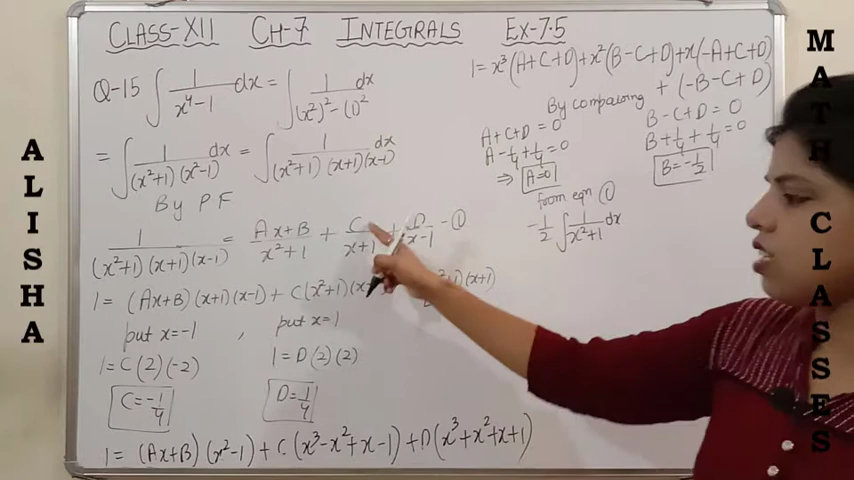 CLASS-XII CH-7 INTEGRALS EX-7.5
Q-15 ∫ 1/(x⁴-1) dx = ∫ 1/((x²)²-(1)²) dx
= ∫ 1/((x²+1)(x²-1)) dx = ∫ 1/((x²+1)(x+1)(x-1)) dx
By PF
1/((x²+1)(x+1)(x-1)) = (Ax+B)/(x²+1) + C/(x+1) + D/(x-1) - ①
1 = (Ax+B)(x+1)(x-1) + C(x²+1)(x +1)(x+1)
put x=-1 , put x=1
1=C(2)(-2) 1=D(2)(2)
C=-1/4 D=1/4
1= (Ax+B)(x²-1)+C(x³-x²+x-1)+D(x³+x²+x+1)
1=x³(A+C+D)+x²(B-C+D)+x(-A+C+D)
+(-B-C+D)
By comparing
A+C+D=0 B-C+D=0
A-1/4+1/4=0 B+1/4+1/4=0
⇒ A=0 B=-1/2
from eqn ①
-1/2 ∫ 1/(x²+1) dx
ALISHA
MATH CLASSES